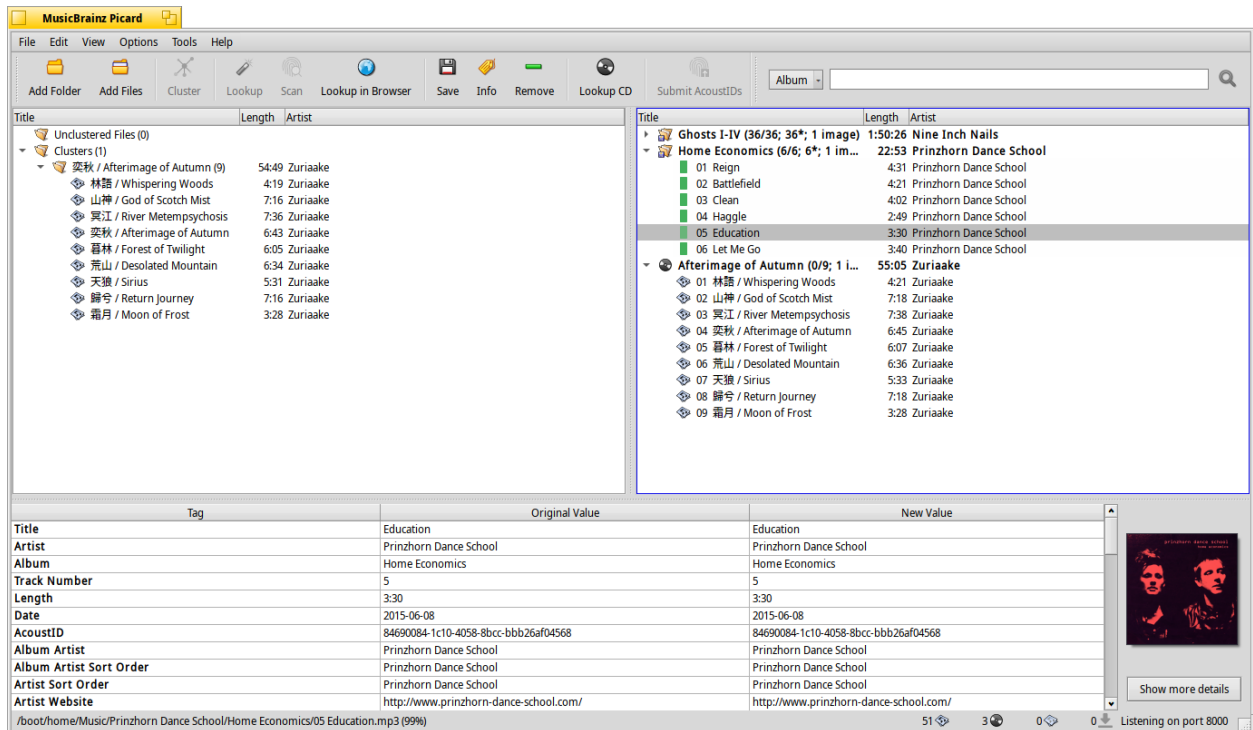 MusicBrainz Picard
File Edit View Options Tools Help
Add Folder Add Files Cluster Lookup Scan Lookup in Browser Save Info Remove Lookup CD Submit AcoustIDs Album
Title Length Artist
Unclustered Files (0)
Clusters (1)
奕秋 / Afterimage of Autumn (9) 54:49 Zuriaake
林語 / Whispering Woods 4:19 Zuriaake
山神 / God of Scotch Mist 7:16 Zuriaake
冥江 / River Metempsychosis 7:36 Zuriaake
奕秋 / Afterimage of Autumn 6:43 Zuriaake
暮林 / Forest of Twilight 6:05 Zuriaake
荒山 / Desolated Mountain 6:34 Zuriaake
天狼 / Sirius 5:31 Zuriaake
歸兮 / Return Journey 7:16 Zuriaake
霜月 / Moon of Frost 3:28 Zuriaake
Title Length Artist
Ghosts I-IV (36/36; 36*; 1 image) 1:50:26 Nine Inch Nails
Home Economics (6/6; 6*; 1 im... 22:53 Prinzhorn Dance School
01 Reign 4:31 Prinzhorn Dance School
02 Battlefield 4:21 Prinzhorn Dance School
03 Clean 4:02 Prinzhorn Dance School
04 Haggle 2:49 Prinzhorn Dance School
05 Education 3:30 Prinzhorn Dance School
06 Let Me Go 3:40 Prinzhorn Dance School
Afterimage of Autumn (0/9; 1 i... 55:05 Zuriaake
01 林語 / Whispering Woods 4:21 Zuriaake
02 山神 / God of Scotch Mist 7:18 Zuriaake
03 冥江 / River Metempsychosis 7:38 Zuriaake
04 奕秋 / Afterimage of Autumn 6:45 Zuriaake
05 暮林 / Forest of Twilight 6:07 Zuriaake
06 荒山 / Desolated Mountain 6:36 Zuriaake
07 天狼 / Sirius 5:33 Zuriaake
08 歸兮 / Return Journey 7:18 Zuriaake
09 霜月 / Moon of Frost 3:28 Zuriaake
Tag Original Value New Value
Title Education Education
Artist Prinzhorn Dance School Prinzhorn Dance School
Album Home Economics Home Economics
Track Number 5 5
Length 3:30 3:30
Date 2015-06-08 2015-06-08
AcoustID 84690084-1c10-4058-8bcc-bbb26af04568 84690084-1c10-4058-8bcc-bbb26af04568
Album Artist Prinzhorn Dance School Prinzhorn Dance School
Album Artist Sort Order Prinzhorn Dance School Prinzhorn Dance School
Artist Sort Order Prinzhorn Dance School Prinzhorn Dance School
Artist Website http://www.prinzhorn-dance-school.com/ http://www.prinzhorn-dance-school.com/
prinzhorn dance school
home economics
Show more details
/boot/home/Music/Prinzhorn Dance School/Home Economics/05 Education.mp3 (99%) 51 3 0 0 Listening on port 8000